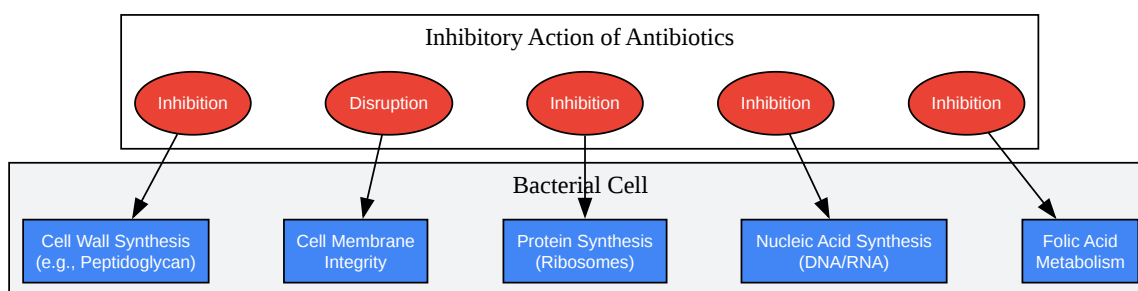 Inhibitory Action of Antibiotics
Inhibition
Disruption
Inhibition
Inhibition
Inhibition
Bacterial Cell
Cell Wall Synthesis
(e.g., Peptidoglycan)
Cell Membrane
Integrity
Protein Synthesis
(Ribosomes)
Nucleic Acid Synthesis
(DNA/RNA)
Folic Acid
Metabolism